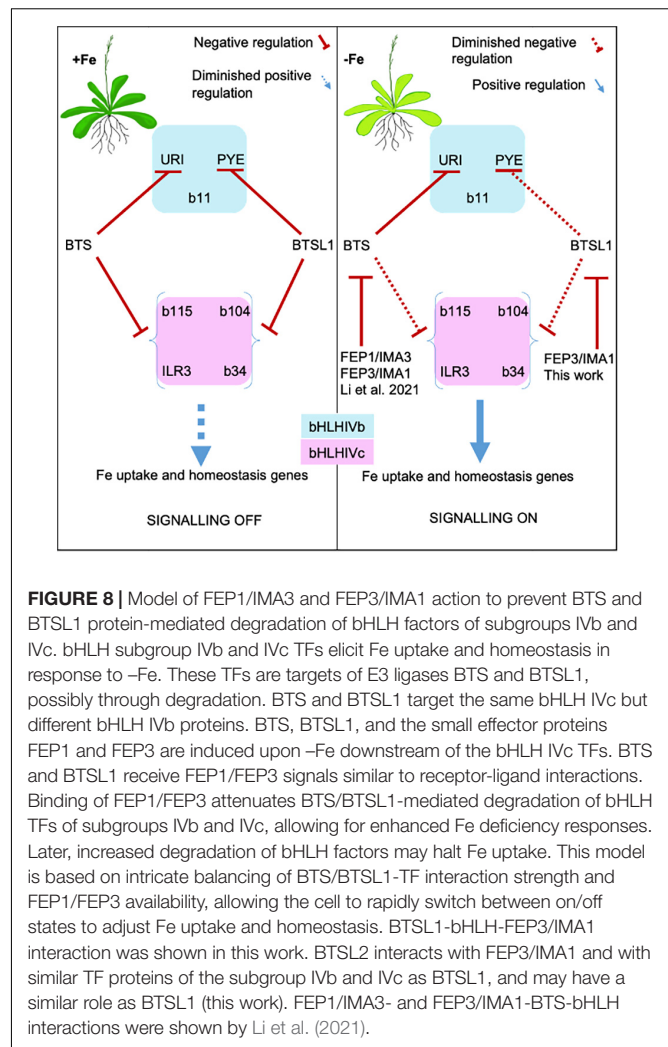 +Fe
Negative regulation
Diminished positive
regulation
URI PYE
b11
BTS BTSL1
b115 b104
ILR3 b34
Fe uptake and homeostasis genes
SIGNALLING OFF
-Fe
Diminished negative
regulation
Positive regulation
URI PYE
b11
BTS BTSL1
b115 b104
ILR3 b34
FEP1/IMA3
FEP3/IMA1
Li et al. 2021
FEP3/IMA1
This work
bHLHIVb
bHLHIVc
Fe uptake and homeostasis genes
SIGNALLING ON
FIGURE 8 | Model of FEP1/IMA3 and FEP3/IMA1 action to prevent BTS and
BTSL1 protein-mediated degradation of bHLH factors of subgroups IVb and
IVc. bHLH subgroup IVb and IVc TFs elicit Fe uptake and homeostasis in
response to –Fe. These TFs are targets of E3 ligases BTS and BTSL1,
possibly through degradation. BTS and BTSL1 target the same bHLH IVc but
different bHLH IVb proteins. BTS, BTSL1, and the small effector proteins
FEP1 and FEP3 are induced upon –Fe downstream of the bHLH IVc TFs. BTS
and BTSL1 receive FEP1/FEP3 signals similar to receptor-ligand interactions.
Binding of FEP1/FEP3 attenuates BTS/BTSL1-mediated degradation of bHLH
TFs of subgroups IVb and IVc, allowing for enhanced Fe deficiency responses.
Later, increased degradation of bHLH factors may halt Fe uptake. This model
is based on intricate balancing of BTS/BTSL1-TF interaction strength and
FEP1/FEP3 availability, allowing the cell to rapidly switch between on/off
states to adjust Fe uptake and homeostasis. BTSL1-bHLH-FEP3/IMA1
interaction was shown in this work. BTSL2 interacts with FEP3/IMA1 and with
similar TF proteins of the subgroup IVb and IVc as BTSL1, and may have a
similar role as BTSL1 (this work). FEP1/IMA3- and FEP3/IMA1-BTS-bHLH
interactions were shown by Li et al. (2021).